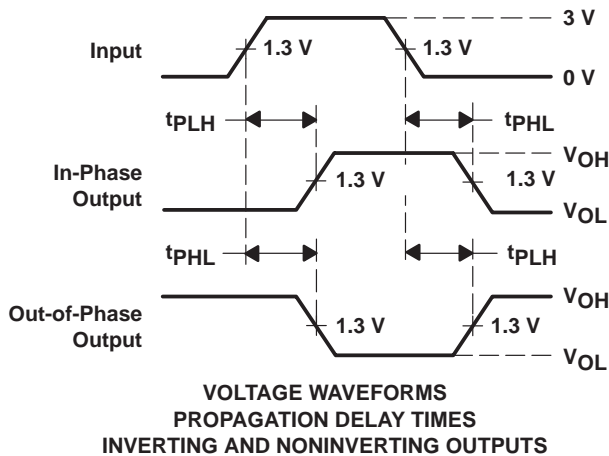 3 V
Input
1.3 V
1.3 V
0 V
tPLH
tPHL
VOH
In-Phase
Output
1.3 V
1.3 V
VOL
tPHL
tPLH
VOH
Out-of-Phase
Output
1.3 V
1.3 V
VOL
VOLTAGE WAVEFORMS
PROPAGATION DELAY TIMES
INVERTING AND NONINVERTING OUTPUTS